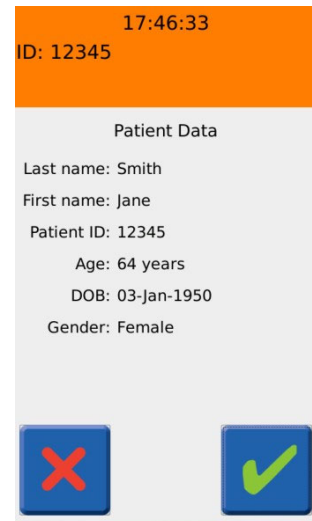 17:46:33
ID: 12345
Patient Data
Last name: Smith
First name: Jane
Patient ID: 12345
Age: 64 years
DOB: 03-Jan-1950
Gender: Female